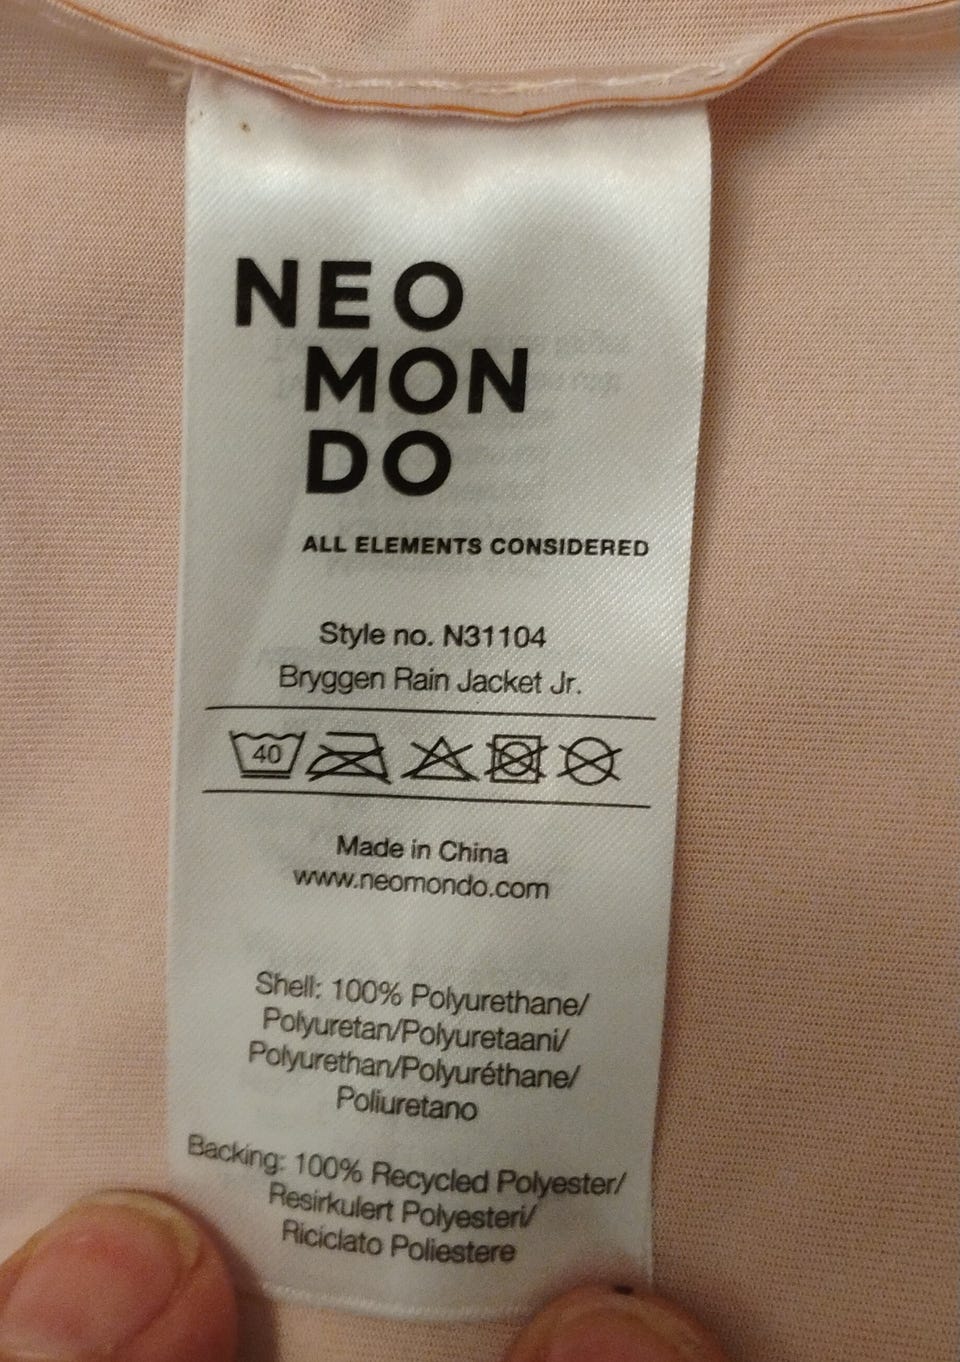 NEO
MON
DO
ALL ELEMENTS CONSIDERED
Style no. N31104
Bryggen Rain Jacket Jr.
40
Made in China
www.neomondo.com
Shell: 100% Polyurethane/
Polyuretan/Polyuretaani/
Polyurethan/Polyuréthane/
Poliuretano
Backing: 100% Recycled Polyester/
Resirkulert Polyesteri/
Riciclato Poliestere